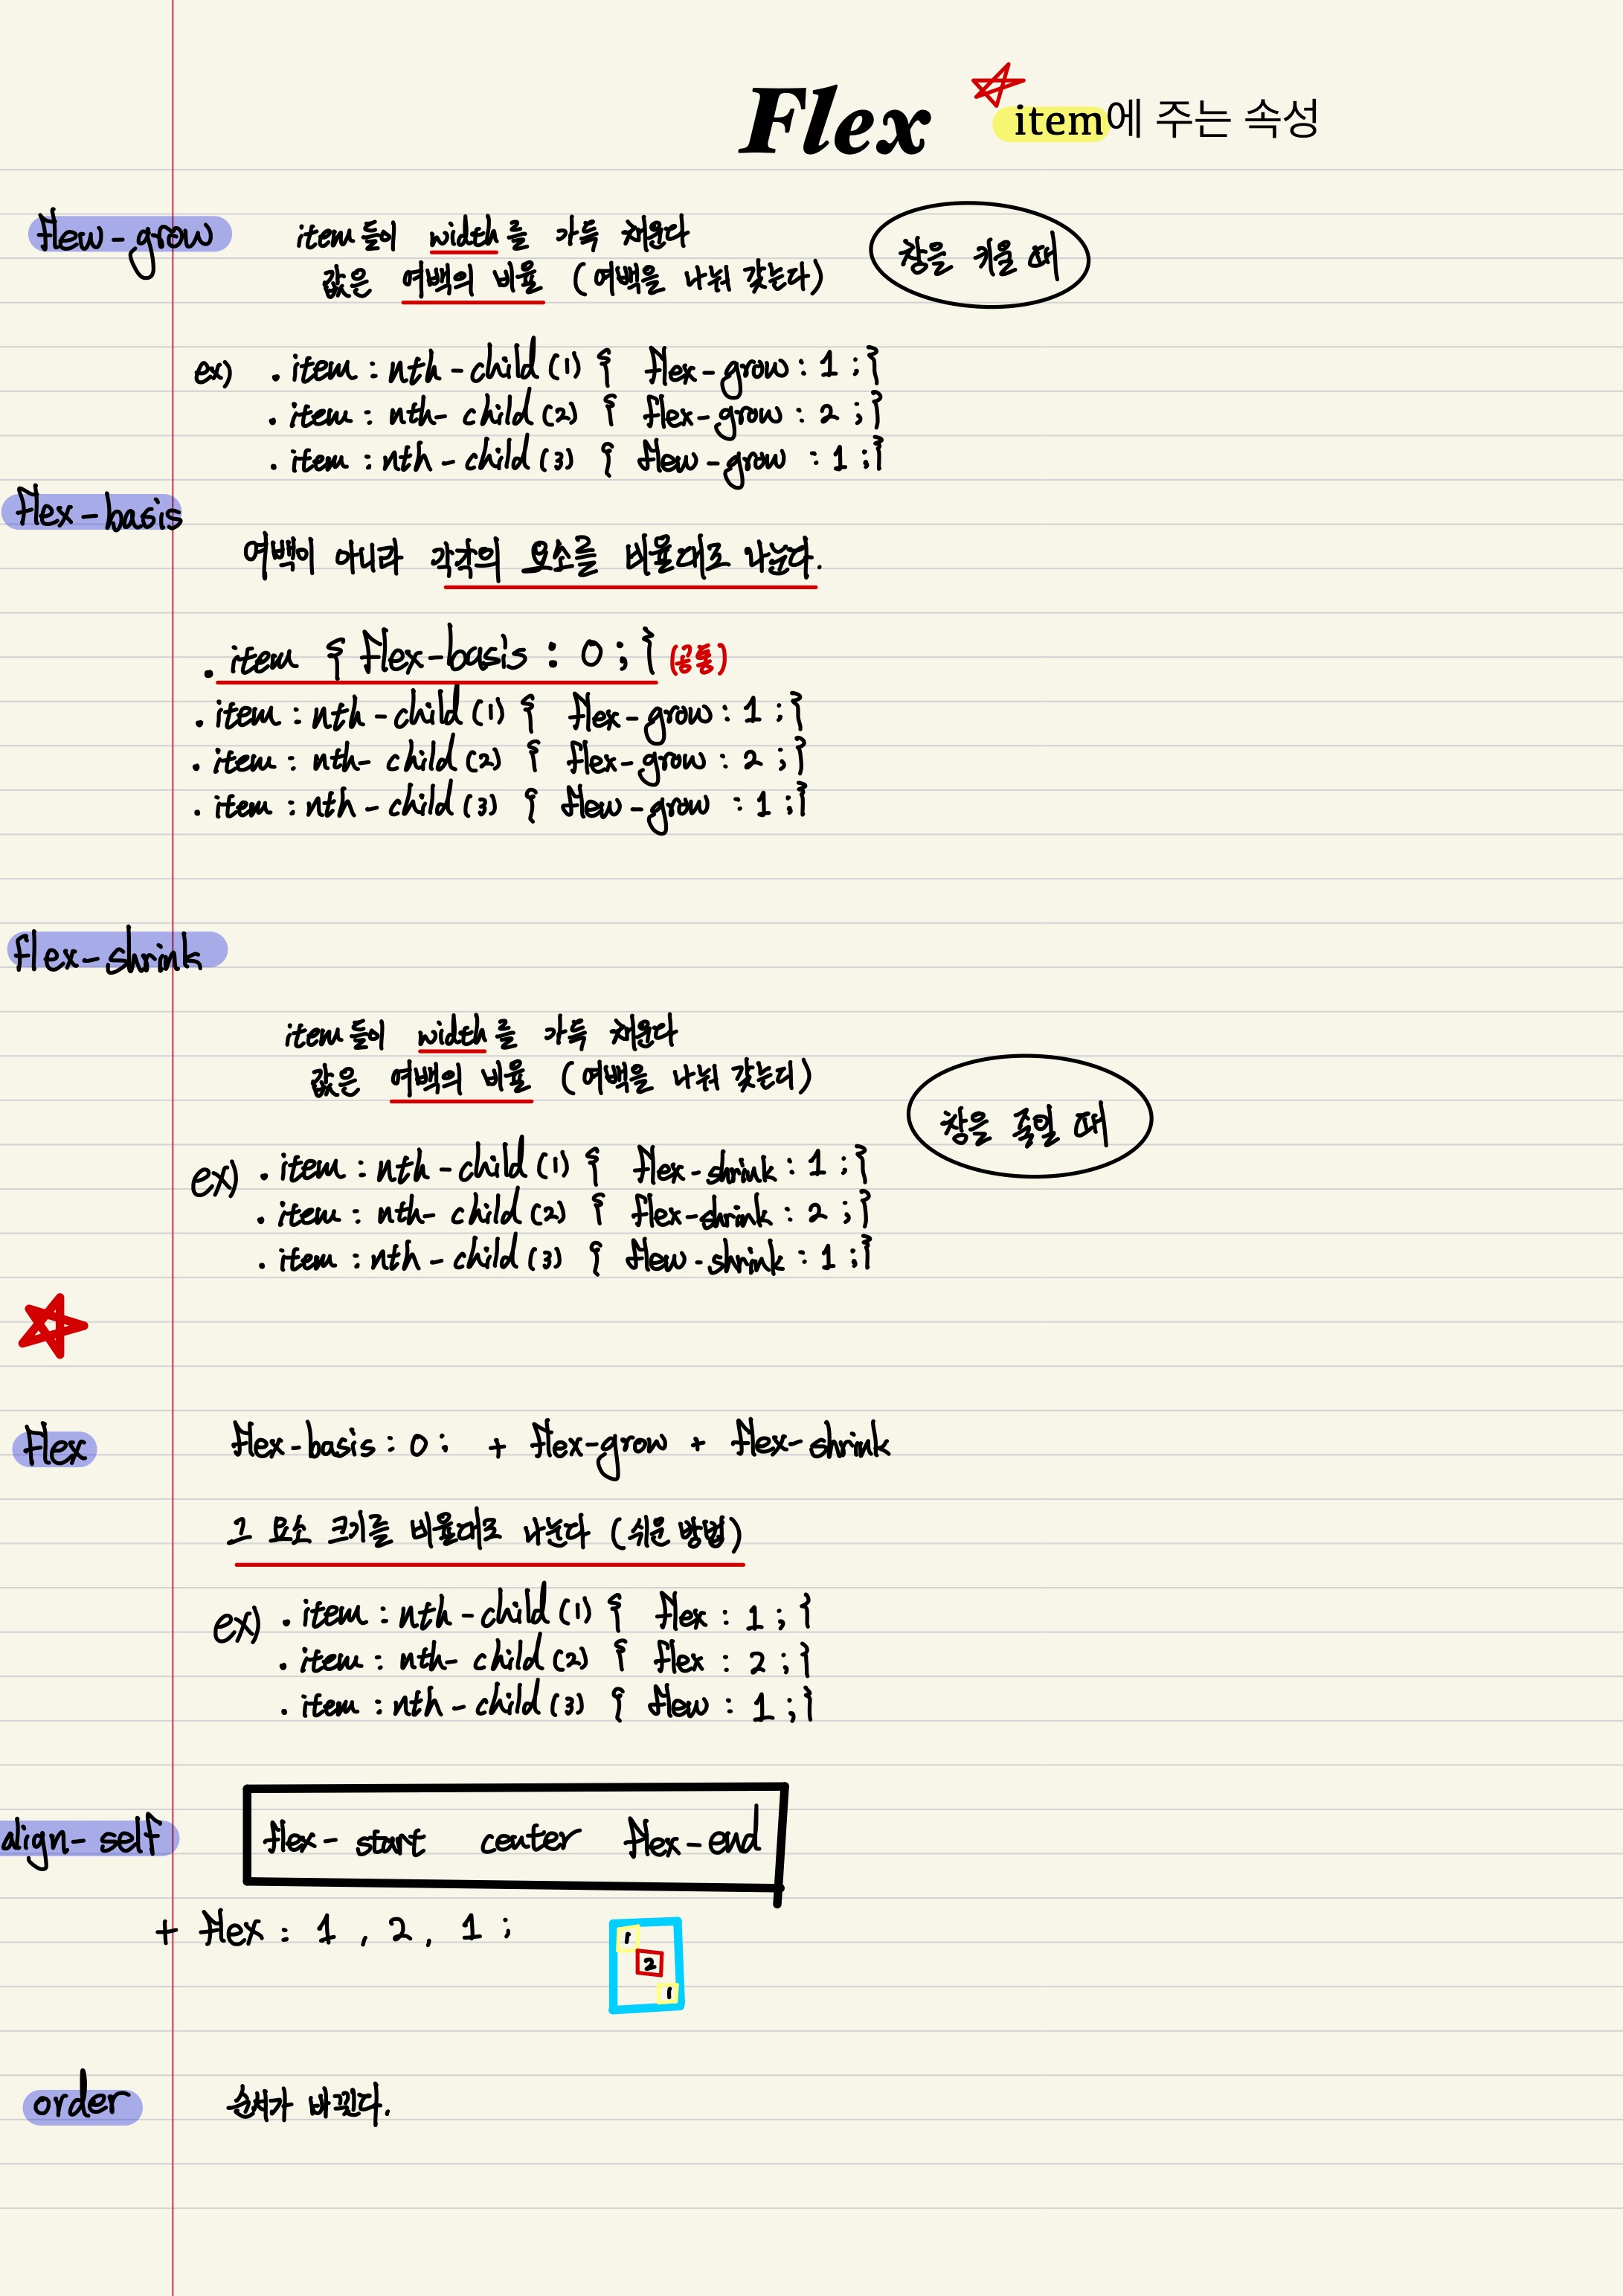 Flex item에 주는 속성
flew-grow item들이 width를 가득 채운다
값은 여백의 비율 (여백을 나눠 갖는다)
창을 키울 때
ex) .item : nth-child (1) { flex-grow : 1 ; }
.item : nth-child (2) { flex-grow : 2 ; }
.item : nth-child (3) { flew-grow : 1 ; }
flex-basis
여백이 아니라 각각의 요소를 비율대로 나눈다.
.item { flex-basis : 0 ; } (공통)
.item : nth-child (1) { flex-grow : 1 ; }
.item : nth-child (2) { flex-grow : 2 ; }
.item : nth-child (3) { flew-grow : 1 ; }
flex-shrink
item들이 width를 가득 채운다
값은 여백의 비율 (여백을 나눠 갖는다)
창을 줄일 때
ex) .item : nth-child (1) { flex-shrink : 1 ; }
.item : nth-child (2) { flex-shrink : 2 ; }
.item : nth-child (3) { flew-shrink : 1 ; }
flex flex-basis : 0 ; + flex-grow + flex-shrink
그 요소 크기를 비율대로 나눈다 (쉬운 방법)
ex) .item : nth-child (1) { flex : 1 ; }
.item : nth-child (2) { flex : 2 ; }
.item : nth-child (3) { flew : 1 ; }
align-self flex-start center flex-end
+ flex : 1 , 2 , 1 ;
1
2
1
order 순서가 바뀐다.